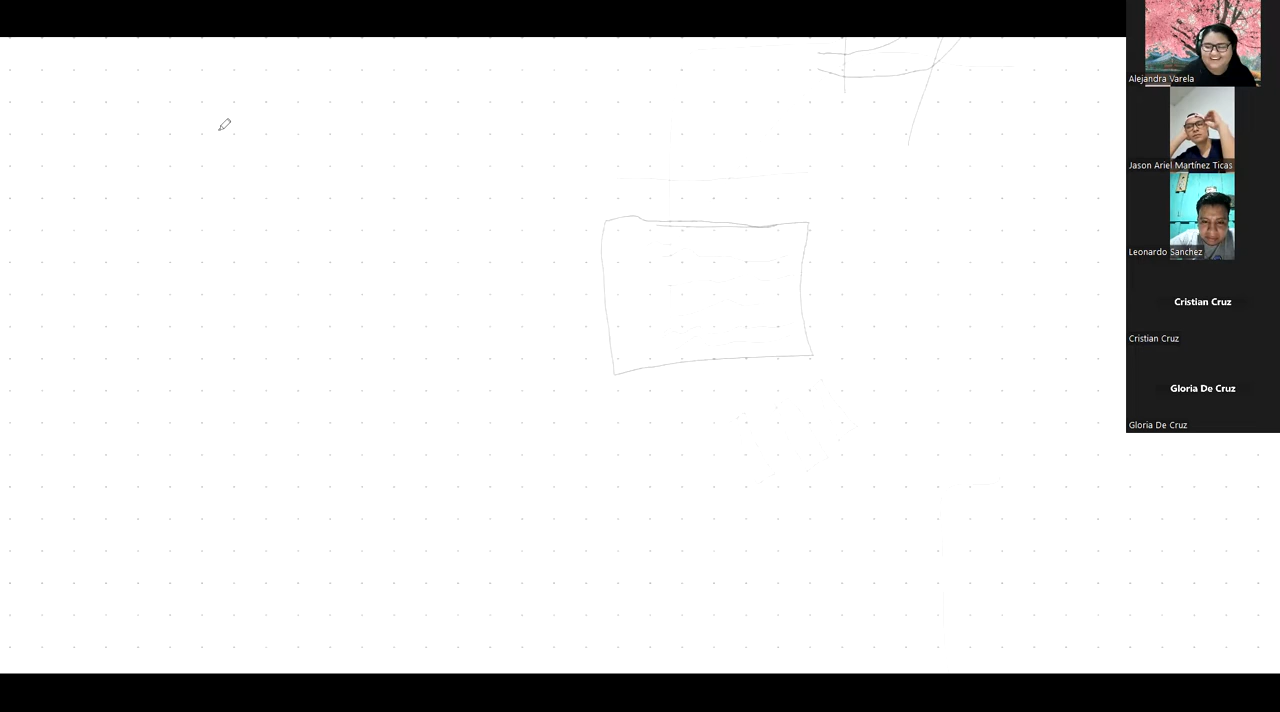 Alejandra Varela
Jason Ariel Martínez Ticas
Leonardo Sanchez
Cristian Cruz
Cristian Cruz
Gloria De Cruz
Gloria De Cruz